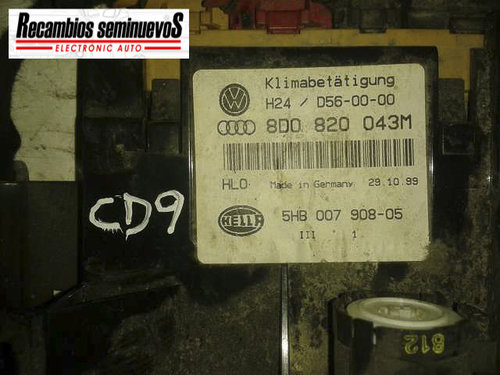 Recambios seminuevoS
ELECTRONIC AUTO
Klimabetätigung
H24 / D56-00-00
8D0 820 043M
HLO Made in Germany 29.10.99
HELLA 5HB 007 908-05
III 1
CD9
812